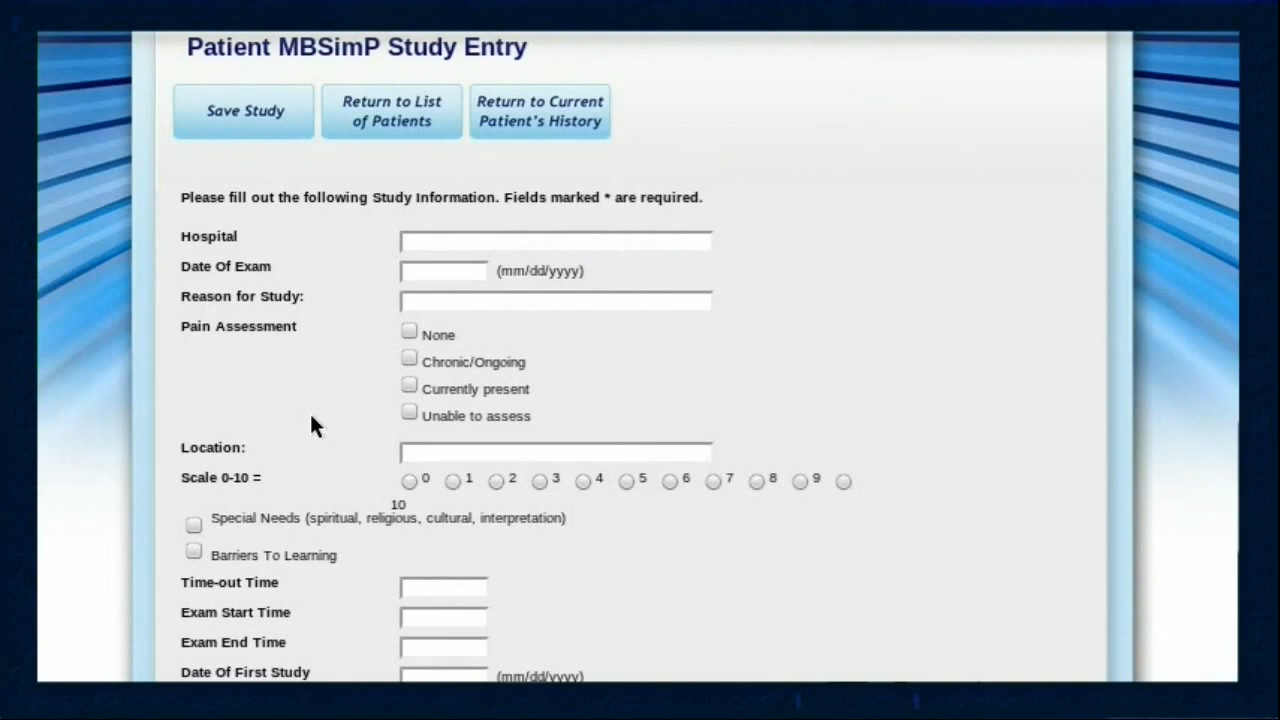 Patient MBSimP Study Entry
Save Study
Return to List
of Patients
Return to Current
Patient's History
Please fill out the following Study Information. Fields marked * are required.
Hospital
Date Of Exam (mm/dd/yyyy)
Reason for Study:
Pain Assessment
None
Chronic/Ongoing
Currently present
Unable to assess
Location:
Scale 0-10 = 0 1 2 3 4 5 6 7 8 9
10
Special Needs (spiritual, religious, cultural, interpretation)
Barriers To Learning
Time-out Time
Exam Start Time
Exam End Time
Date Of First Study (mm/dd/yyyy)